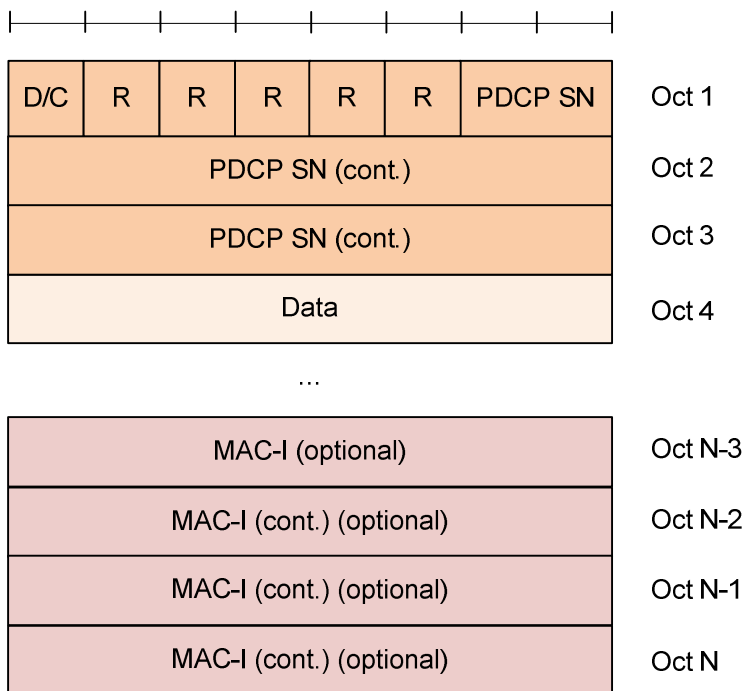 D/C R R R R R PDCP SN Oct 1
PDCP SN (cont.) Oct 2
PDCP SN (cont.) Oct 3
Data Oct 4
...
MAC-I (optional) Oct N-3
MAC-I (cont.) (optional) Oct N-2
MAC-I (cont.) (optional) Oct N-1
MAC-I (cont.) (optional) Oct N